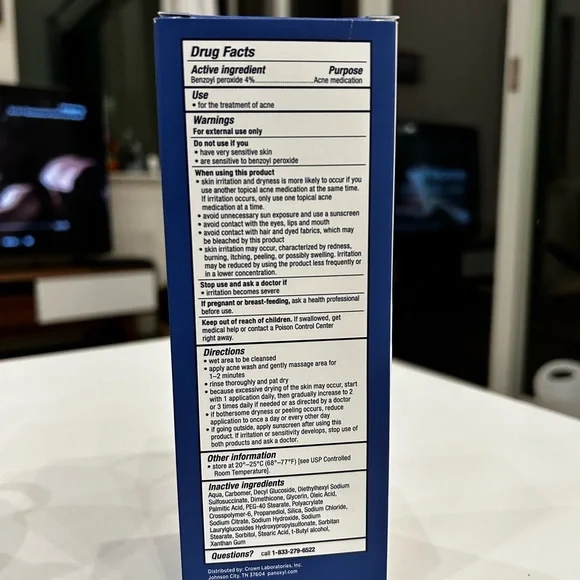 Drug Facts
Active ingredient Purpose
Benzoyl peroxide 4%..........................Acne medication
Use
• for the treatment of acne
Warnings
For external use only
Do not use if you
• have very sensitive skin
• are sensitive to benzoyl peroxide
When using this product
• skin irritation and dryness is more likely to occur if you
use another topical acne medication at the same time.
If irritation occurs, only use one topical acne
medication at a time.
• avoid unnecessary sun exposure and use a sunscreen
• avoid contact with the eyes, lips and mouth
• avoid contact with hair and dyed fabrics, which may
be bleached by this product
• skin irritation may occur, characterized by redness,
burning, itching, peeling, or possibly swelling. Irritation
may be reduced by using the product less frequently or
in a lower concentration.
Stop use and ask a doctor if
• irritation becomes severe
If pregnant or breast-feeding, ask a health professional
before use.
Keep out of reach of children. If swallowed, get
medical help or contact a Poison Control Center
right away.
Directions
• wet area to be cleansed
• apply acne wash and gently massage area for
1–2 minutes
• rinse thoroughly and pat dry
• because excessive drying of the skin may occur, start
with 1 application daily, then gradually increase to 2
or 3 times daily if needed or as directed by a doctor
• if bothersome dryness or peeling occurs, reduce
application to once a day or every other day
• if going outside, apply sunscreen after using this
product. If irritation or sensitivity develops, stop use of
both products and ask a doctor.
Other information
• store at 20°–25°C (68°–77°F) [see USP Controlled
Room Temperature].
Inactive ingredients
Aqua, Carbomer, Decyl Glucoside, Diethylhexyl Sodium
Sulfosuccinate, Dimethicone, Glycerin, Oleic Acid,
Palmitic Acid, PEG-40 Stearate, Polyacrylate
Crosspolymer-6, Propanediol, Silica, Sodium Chloride,
Sodium Citrate, Sodium Hydroxide, Sodium
Laurylglucosides Hydroxypropylsulfonate, Sorbitan
Stearate, Sorbitol, Stearic Acid, t-Butyl alcohol,
Xanthan Gum
Questions? call 1-833-279-6522
Distributed by: Crown Laboratories, Inc.
Johnson City, TN 37604 panoxyl.com